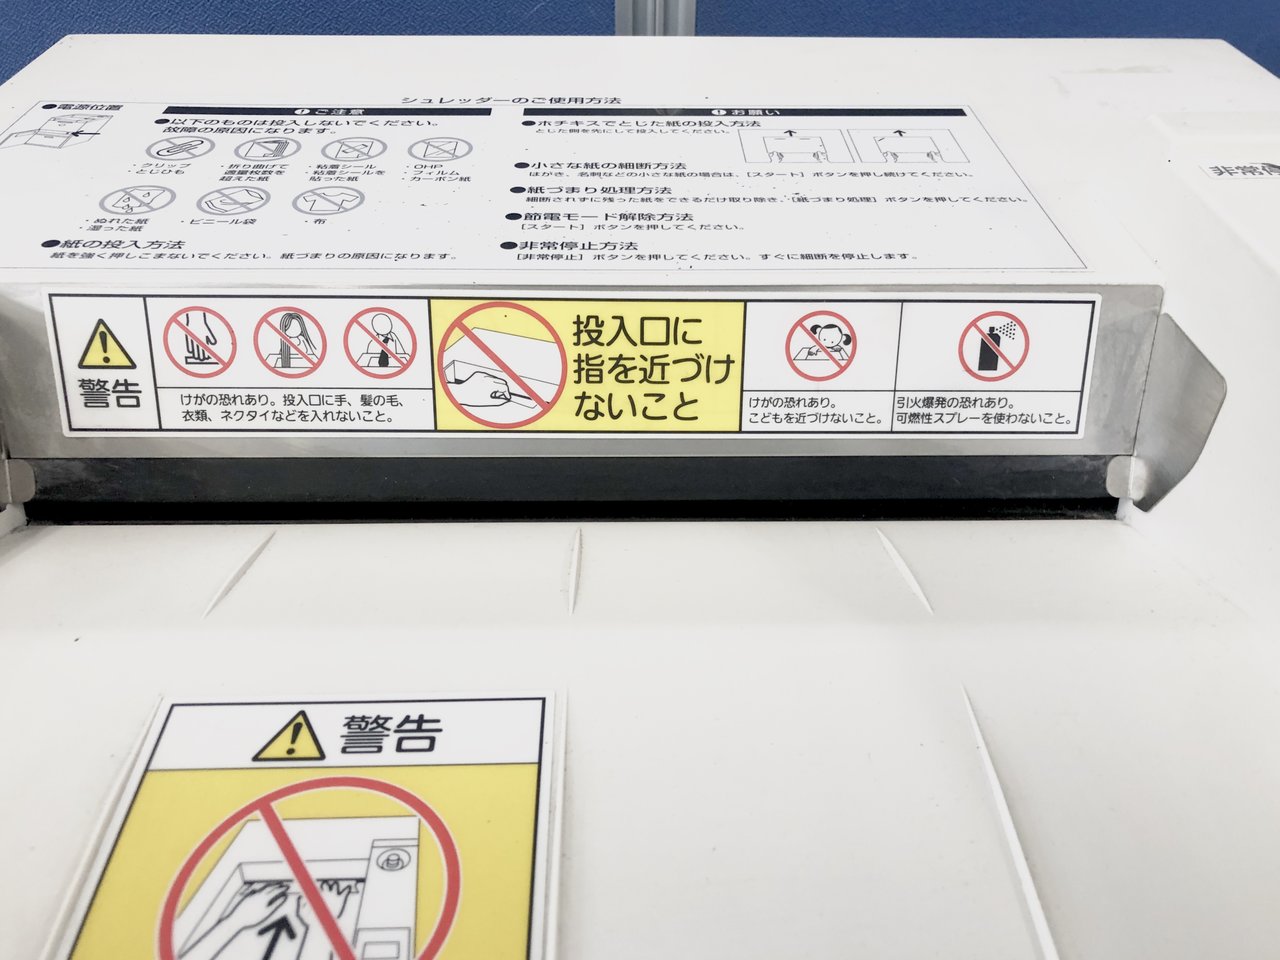 シュレッダーのご使用方法
●電源位置
ご注意
●以下のものは投入しないでください。
故障の原因になります。
・クリップ
・とじひも
・折り曲げて
適量枚数を
超えた紙
・粘着シール
・粘着シールを
貼った紙
・OHP
・フィルム
・カーボン紙
・ぬれた紙
・湿った紙
・ビニール袋
・布
●紙の投入方法
紙を強く押しこまないでください。紙づまりの原因になります。
お願い
●ホチキスでとじた紙の投入方法
とじた側を先にして投入してください。
●小さな紙の細断方法
はがき、名刺などの小さな紙の場合は、[スタート]ボタンを押し続けてください。
●紙づまり処理方法
細断されずに残った紙をできるだけ取り除き、[紙づまり処理]ボタンを押してください。
●節電モード解除方法
[スタート]ボタンを押してください。
●非常停止方法
[非常停止]ボタンを押してください。すぐに細断を停止します。
非常停
警告
けがの恐れあり。投入口に手、髪の毛、
衣類、ネクタイなどを入れないこと。
投入口に
指を近づけ
ないこと
けがの恐れあり。
こどもを近づけないこと。
引火爆発の恐れあり。
可燃性スプレーを使わないこと。
警告